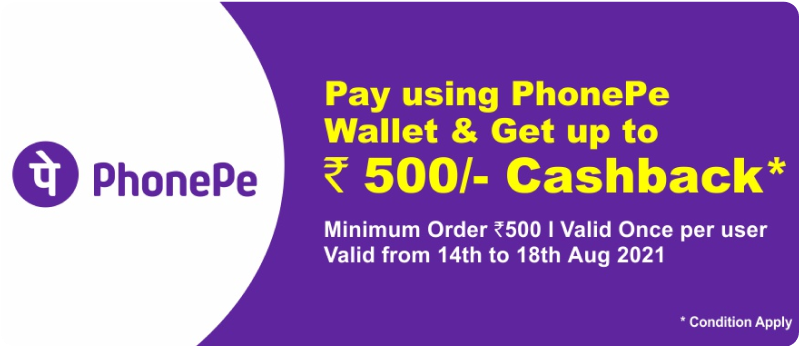 पे PhonePe
Pay using PhonePe
Wallet & Get up to
₹ 500/- Cashback*
Minimum Order ₹500 I Valid Once per user
Valid from 14th to 18th Aug 2021
* Condition Apply